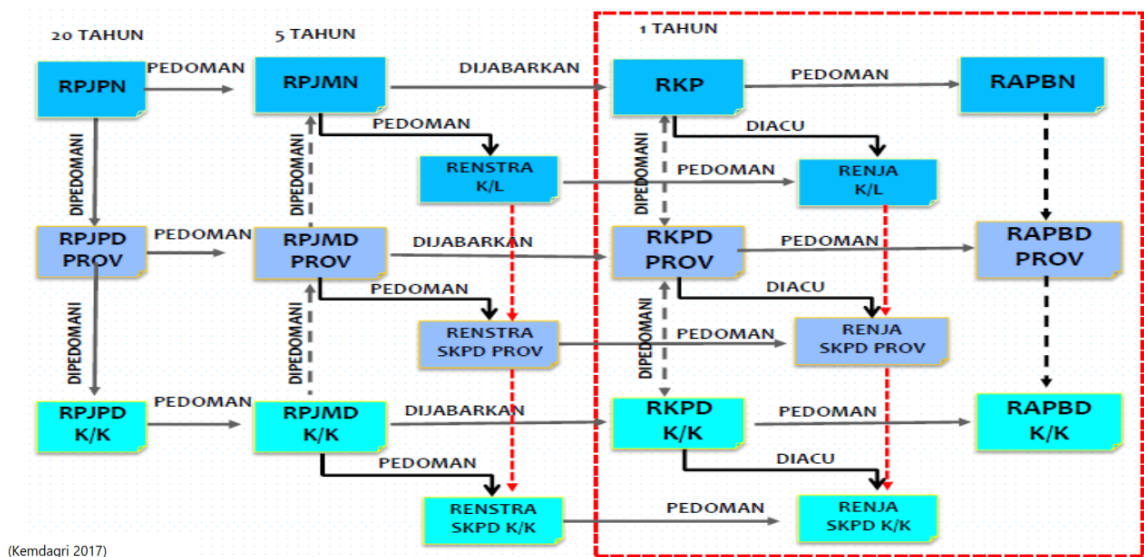 20 TAHUN
5 TAHUN
1 TAHUN
RPJPN
PEDOMAN
RPJMN
DIJABARKAN
RKP
PEDOMAN
RAPBN
DIPEDOMANI
DIPEDOMANI
PEDOMAN
DIPEDOMANI
DIACU
RENSTRA
K/L
PEDOMAN
RENJA
K/L
RPJPD
PROV
PEDOMAN
RPJMD
PROV
DIJABARKAN
RKPD
PROV
PEDOMAN
RAPBD
PROV
DIPEDOMANI
DIPEDOMANI
PEDOMAN
DIPEDOMANI
DIACU
RENSTRA
SKPD PROV
PEDOMAN
RENJA
SKPD PROV
RPJPD
K/K
PEDOMAN
RPJMD
K/K
DIJABARKAN
RKPD
K/K
PEDOMAN
RAPBD
K/K
PEDOMAN
DIACU
RENSTRA
SKPD K/K
PEDOMAN
RENJA
SKPD K/K
(Kemdagri 2017)